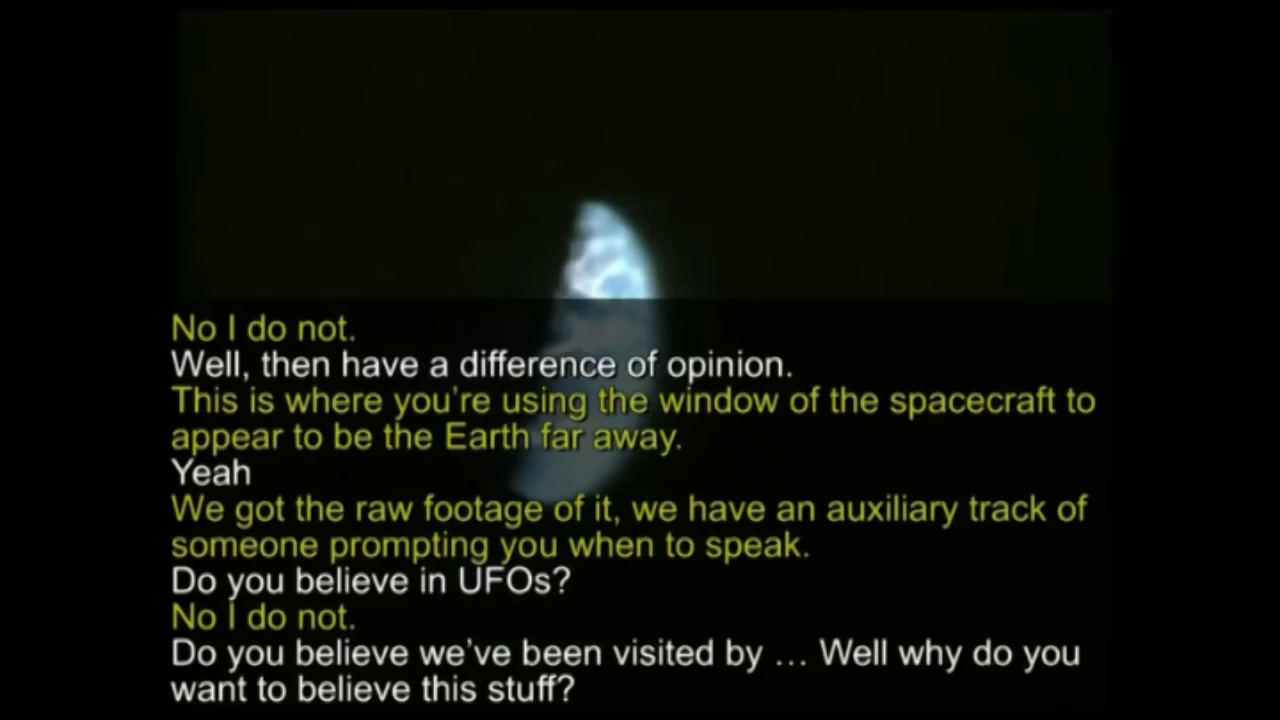 No I do not.
Well, then have a difference of opinion.
This is where you’re using the window of the spacecraft to
appear to be the Earth far away.
Yeah
We got the raw footage of it, we have an auxiliary track of
someone prompting you when to speak.
Do you believe in UFOs?
No I do not.
Do you believe we’ve been visited by … Well why do you
want to believe this stuff?